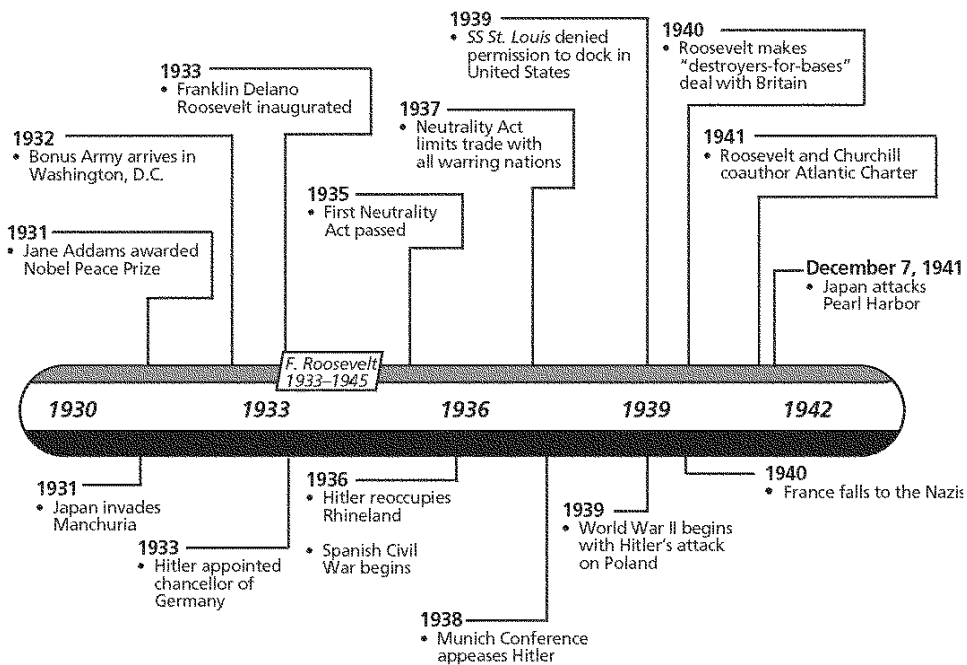 1939
• SS St. Louis denied
permission to dock in
United States
1940
• Roosevelt makes
"destroyers-for-bases"
deal with Britain
1933
• Franklin Delano
Roosevelt inaugurated
1937
• Neutrality Act
limits trade with
all warring nations
1932
• Bonus Army arrives in
Washington, D.C.
1941
• Roosevelt and Churchill
coauthor Atlantic Charter
1935
• First Neutrality
Act passed
1931
• Jane Addams awarded
Nobel Peace Prize
December 7, 1941
• Japan attacks
Pearl Harbor
F. Roosevelt
1933–1945
1930 1933 1936 1939 1942
1931
• Japan invades
Manchuria
1933
• Hitler appointed
chancellor of
Germany
1936
• Hitler reoccupies
Rhineland
• Spanish Civil
War begins
1938
• Munich Conference
appeases Hitler
1939
• World War II begins
with Hitler's attack
on Poland
1940
• France falls to the Nazis